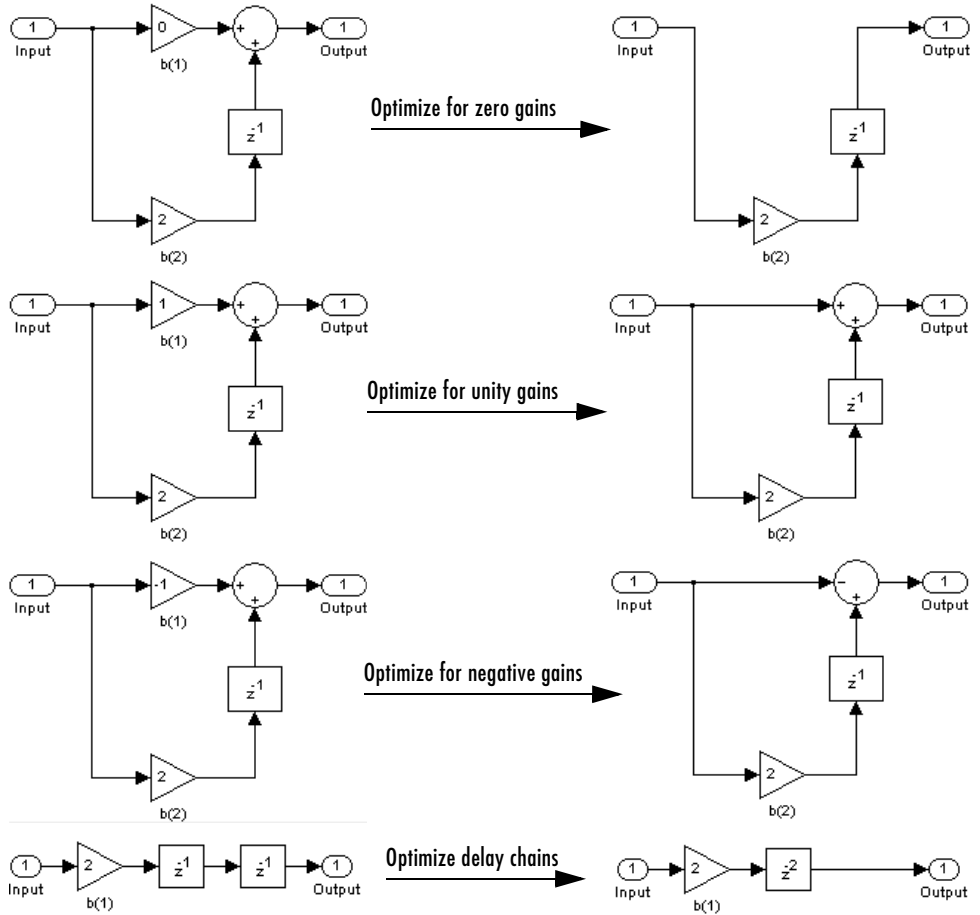 1 0 + 1 1 1
Input b(1) + Output Input Output
Optimize for zero gains
z-1 z-1
2 2
b(2) b(2)
1 1 + 1 1 + 1
Input b(1) + Output Input + Output
Optimize for unity gains
z-1 z-1
2 2
b(2) b(2)
1 -1 + 1 1 - 1
Input b(1) + Output Input + Output
Optimize for negative gains
z-1 z-1
2 2
b(2) b(2)
1 2 z-1 z-1 1
Input b(1) Output
Optimize delay chains
1 2 z-2 1
Input b(1) Output